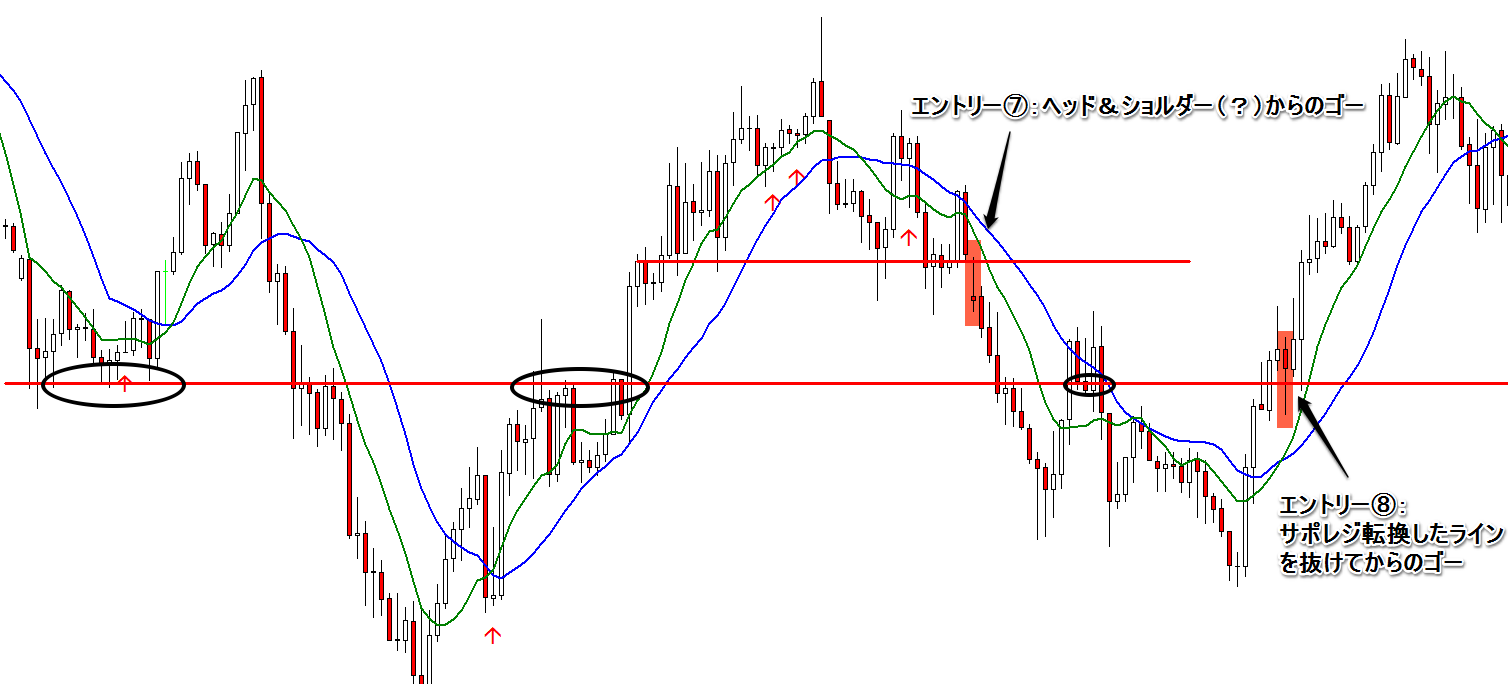 エントリー⑦：ヘッド＆ショルダー（？）からのゴー
エントリー⑧：
サポレジ転換したライン
を抜けてからのゴー